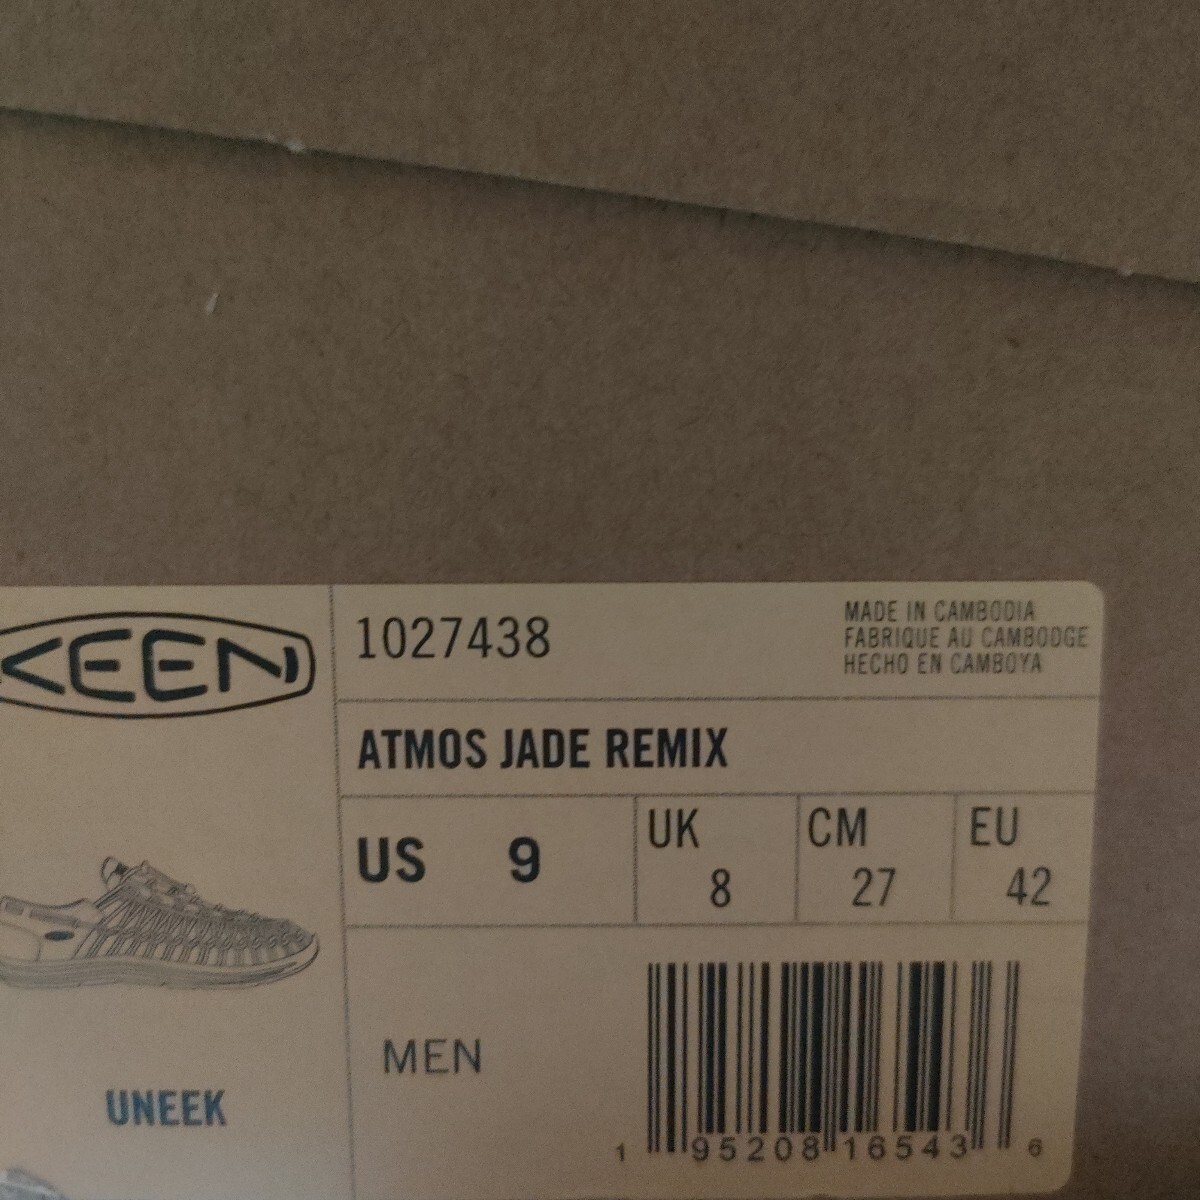 KEEN
1027438
MADE IN CAMBODIA
FABRIQUE AU CAMBODGE
HECHO EN CAMBOYA
ATMOS JADE REMIX
US 9
UK 8
CM 27
EU 42
MEN
UNEEK
1 95208 16543 6